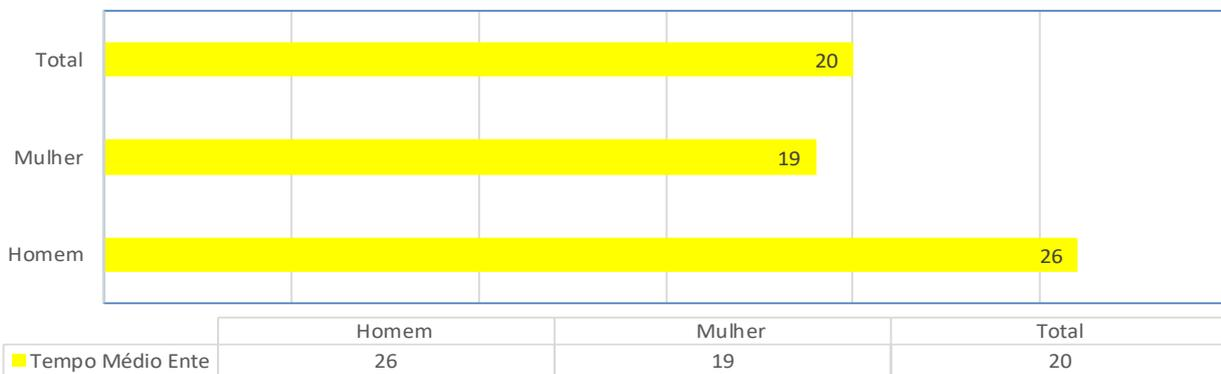 Total 20
Mulher 19
Homem 26
Homem Mulher Total
Tempo Médio Ente 26 19 20